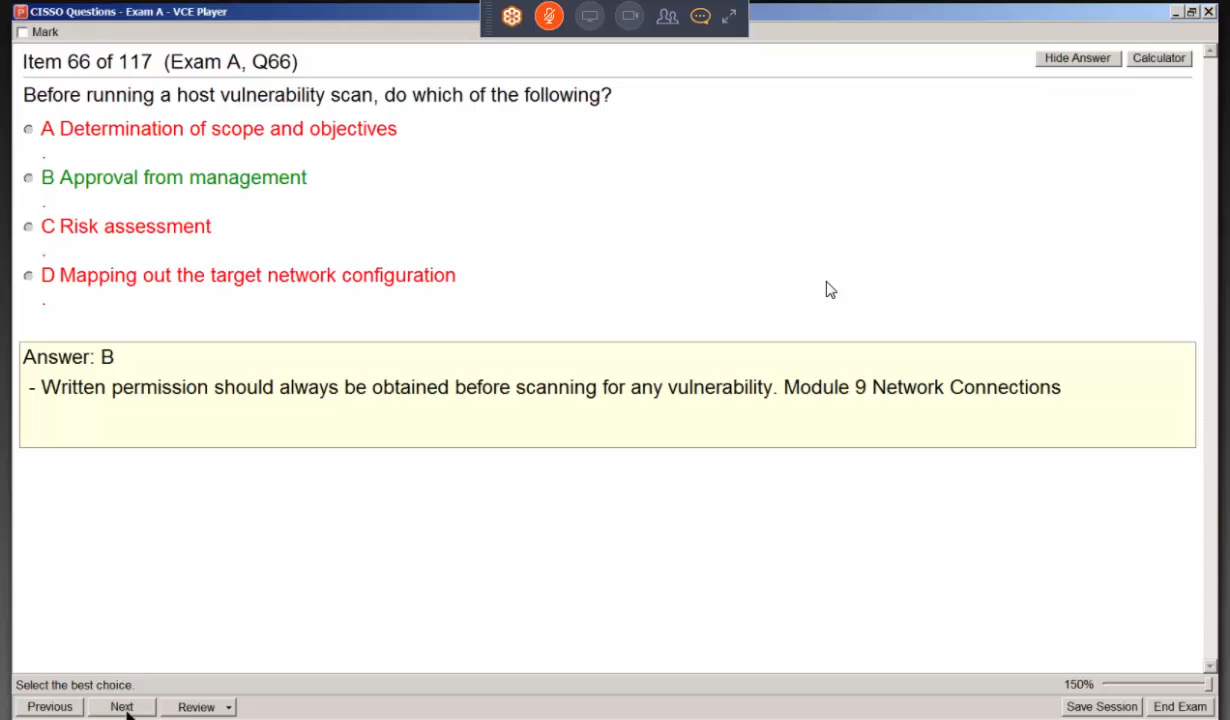 CISSO Questions - Exam A - VCE Player
Mark
Item 66 of 117 (Exam A, Q66)
Hide Answer
Calculator
Before running a host vulnerability scan, do which of the following?
A Determination of scope and objectives
.
B Approval from management
.
C Risk assessment
.
D Mapping out the target network configuration
.
Answer: B
- Written permission should always be obtained before scanning for any vulnerability. Module 9 Network Connections
Select the best choice.
150%
Previous
Next
Review
Save Session
End Exam